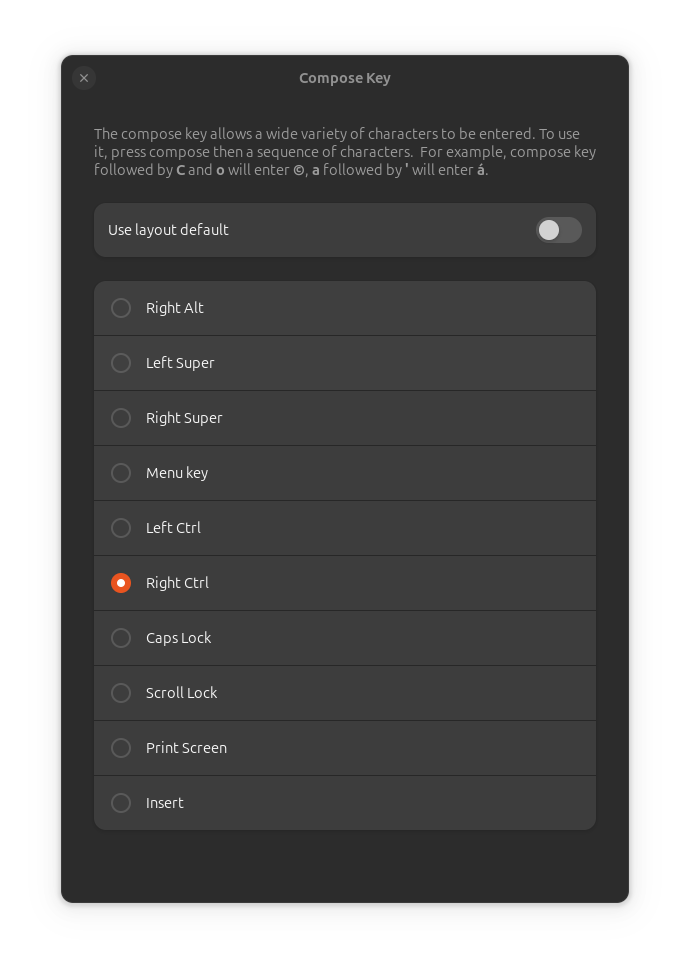 Compose Key
The compose key allows a wide variety of characters to be entered. To use
it, press compose then a sequence of characters.  For example, compose key
followed by C and o will enter ©, a followed by ' will enter á.
Use layout default
Right Alt
Left Super
Right Super
Menu key
Left Ctrl
Right Ctrl
Caps Lock
Scroll Lock
Print Screen
Insert